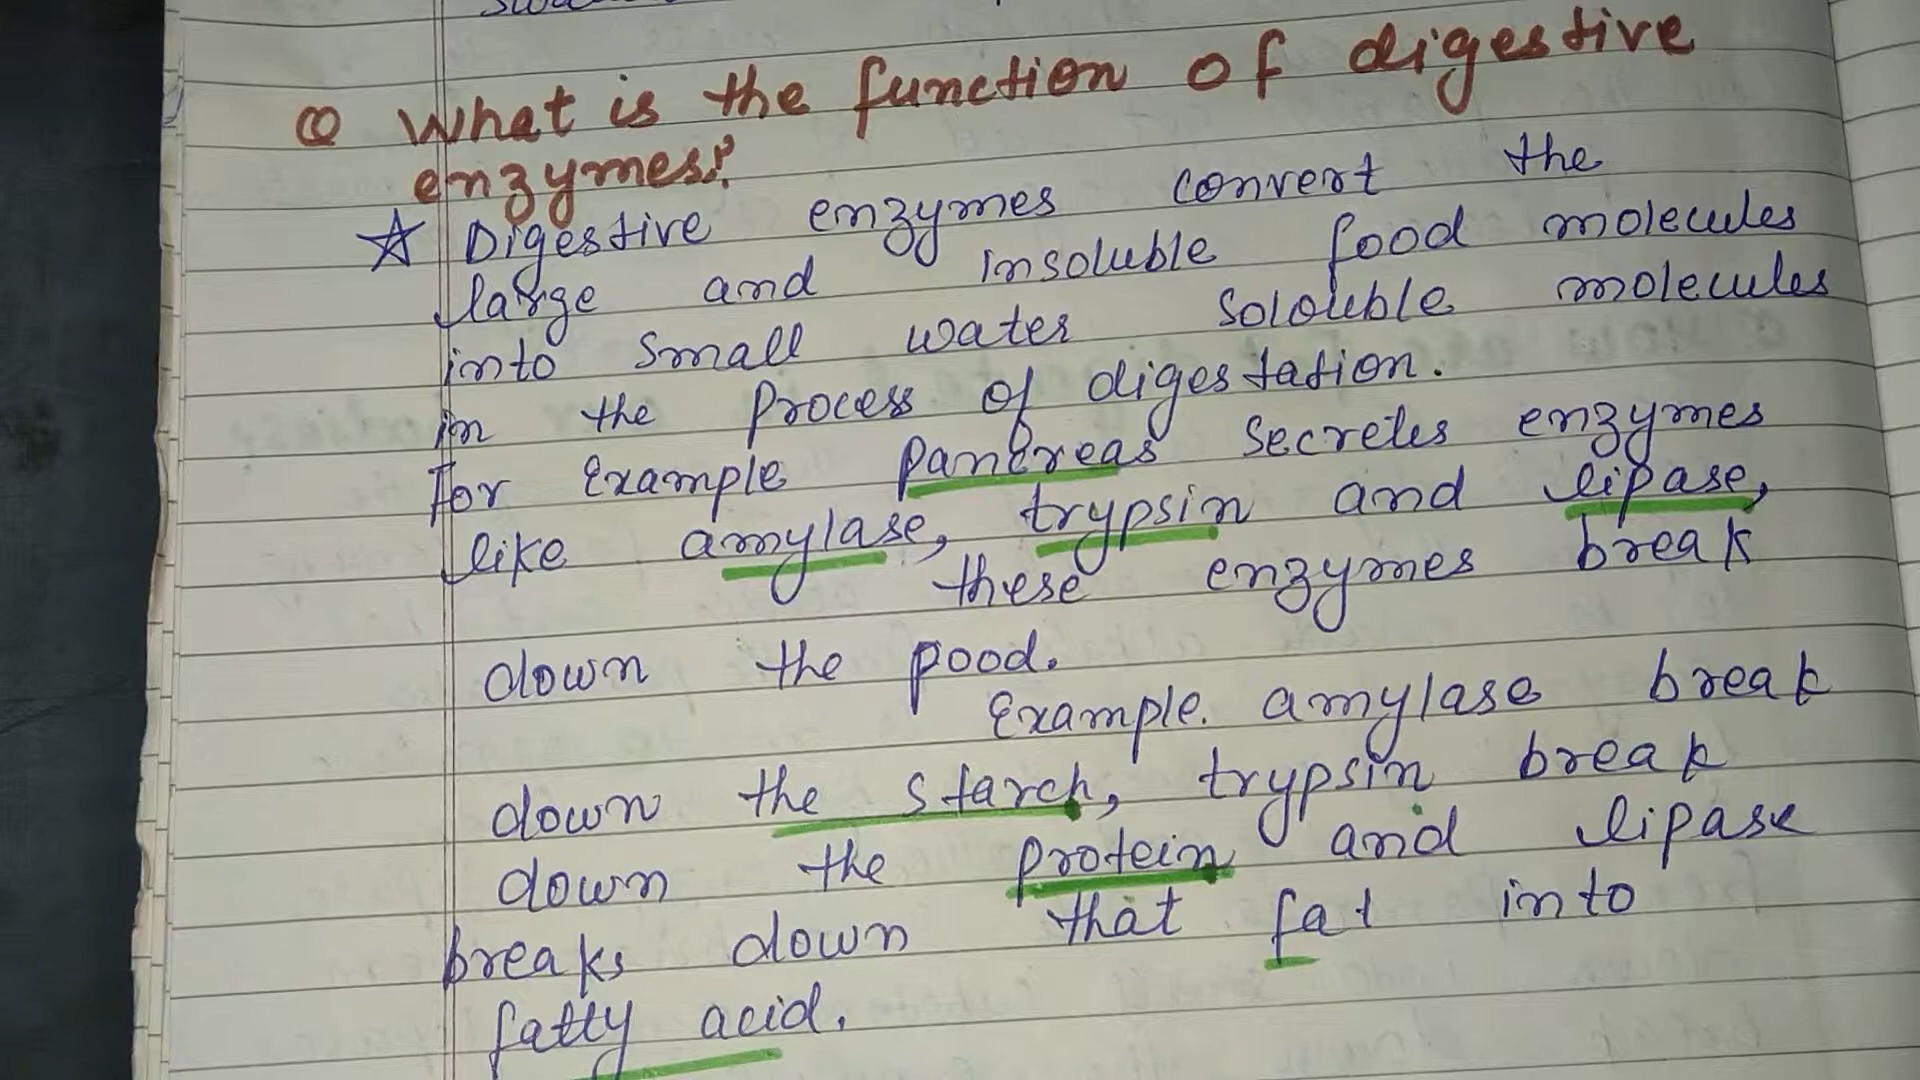 Q What is the function of digestive
enzymes?
☆ Digestive enzymes convert the
large and insoluble food molecules
into small water soluble molecules
in the process of digestation.
For Example pancreas secretes enzymes
like amylase, trypsin and lipase,
these enzymes break
down the pood.
Example. amylase break
down the starch, trypsin break
down the protein and lipase
breaks down that fat into
fatty acid.